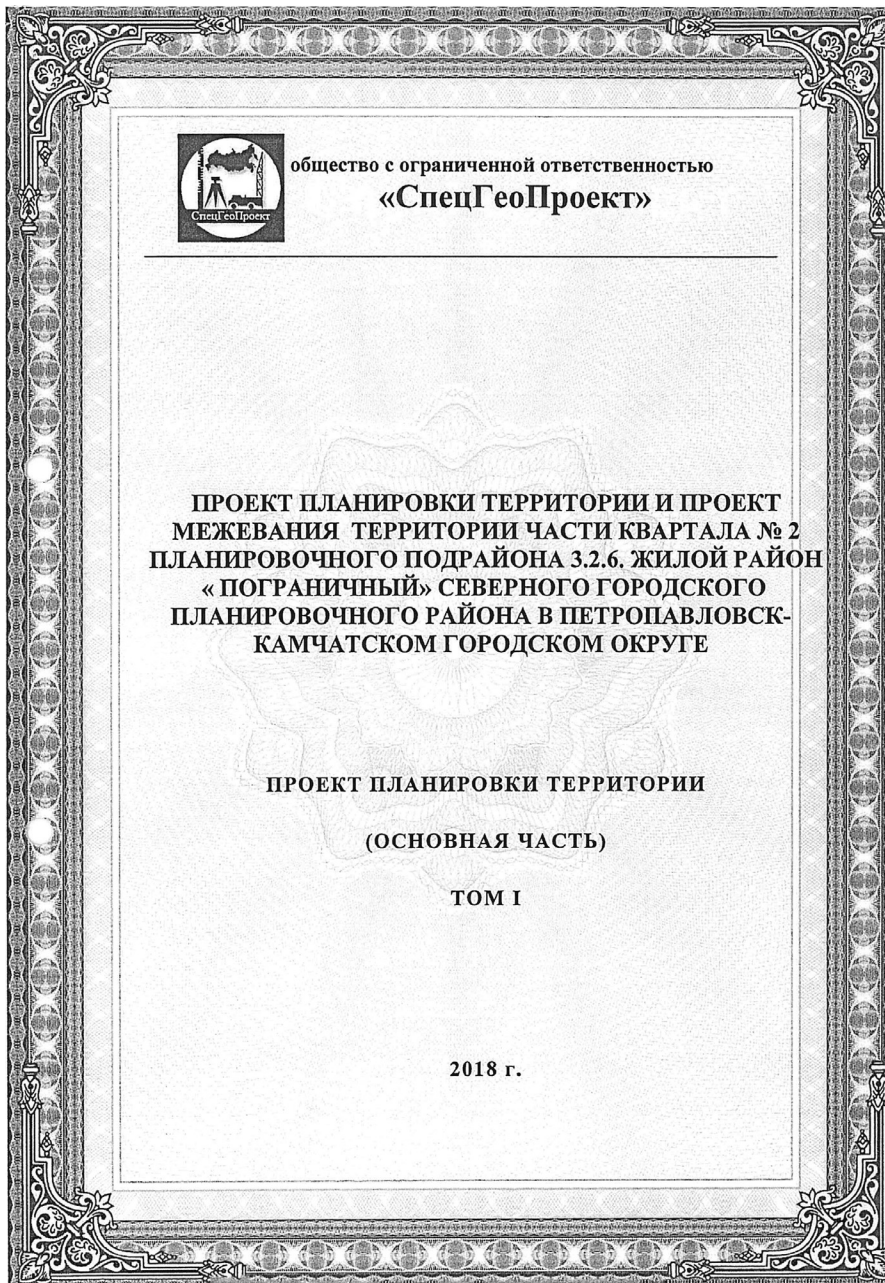 общество с ограниченной ответственностью
«СпецГеоПроект»
СпецГеоПроект
ПРОЕКТ ПЛАНИРОВКИ ТЕРРИТОРИИ И ПРОЕКТ
МЕЖЕВАНИЯ ТЕРРИТОРИИ ЧАСТИ КВАРТАЛА № 2
ПЛАНИРОВОЧНОГО ПОДРАЙОНА 3.2.6. ЖИЛОЙ РАЙОН
« ПОГРАНИЧНЫЙ» СЕВЕРНОГО ГОРОДСКОГО
ПЛАНИРОВОЧНОГО РАЙОНА В ПЕТРОПАВЛОВСК-
КАМЧАТСКОМ ГОРОДСКОМ ОКРУГЕ
ПРОЕКТ ПЛАНИРОВКИ ТЕРРИТОРИИ
(ОСНОВНАЯ ЧАСТЬ)
ТОМ I
2018 г.